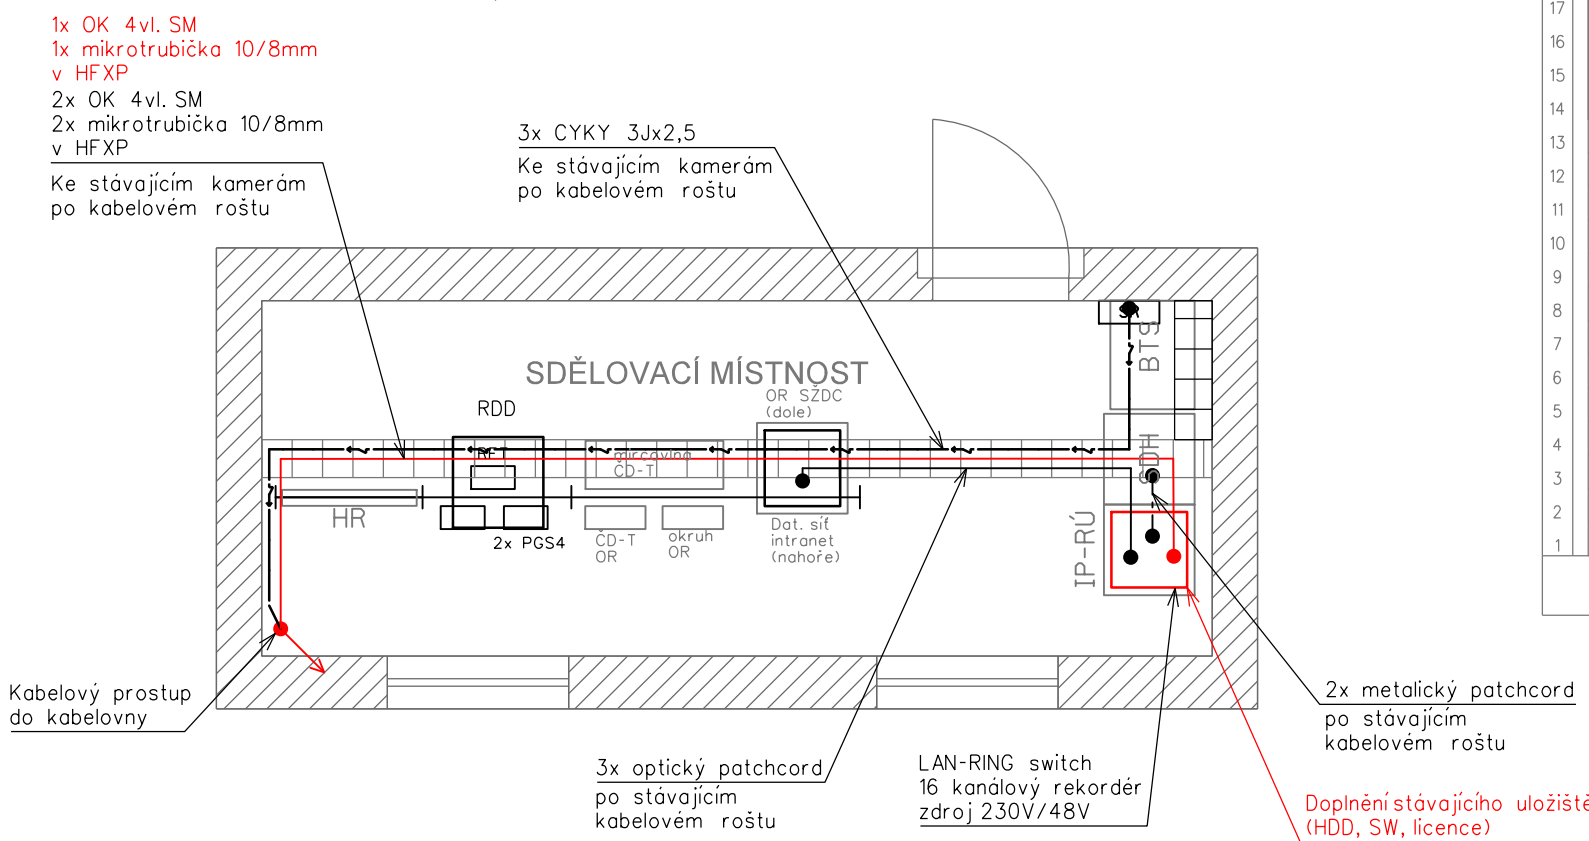 1x OK 4vl. SM
1x mikrotrubička 10/8mm
v HFXP
2x OK 4vl. SM
2x mikrotrubička 10/8mm
v HFXP
Ke stávajícím kamerám
po kabelovém roštu
3x CYKY 3Jx2,5
Ke stávajícím kamerám
po kabelovém roštu
SDĚLOVACÍ MÍSTNOST
RDD
OR SŽDC
(dole)
BTS
SDH
ČD-T
HR
2x PGS4
ČD-T
OR
okruh
OR
Dat. síť
intranet
(nahoře)
IP-RÚ
Kabelový prostup
do kabelovny
3x optický patchcord
po stávajícím
kabelovém roštu
LAN-RING switch
16 kanálový rekordér
zdroj 230V/48V
2x metalický patchcord
po stávajícím
kabelovém roštu
Doplnění stávajícího uložiště
(HDD, SW, licence)
17
16
15
14
13
12
11
10
9
8
7
6
5
4
3
2
1